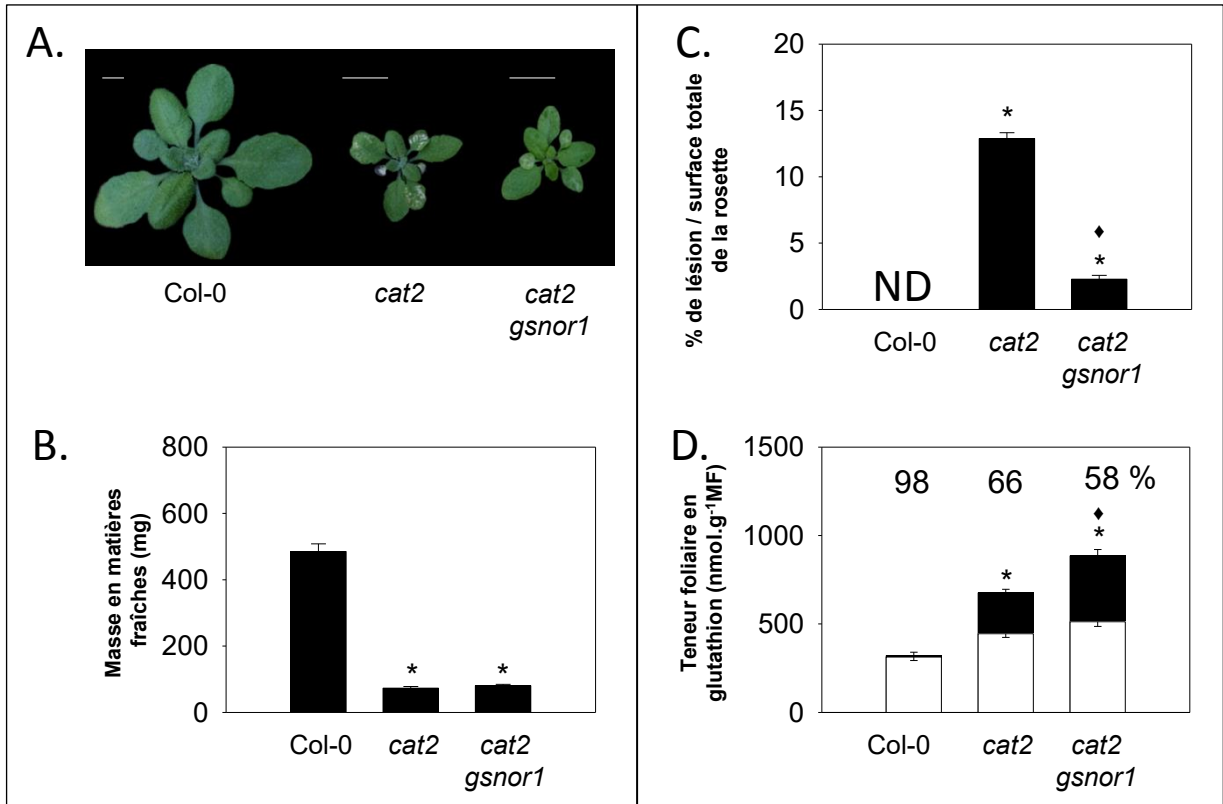 A.
Col-0 cat2 cat2
gsnor1
B.
Masse en matières
fraîches (mg)
800
600
400
200
0
* *
Col-0 cat2 cat2
gsnor1
C.
% de lésion / surface totale
de la rosette
20
15
10
5
0
ND
*
♦
*
Col-0 cat2 cat2
gsnor1
D.
Teneur foliaire en
glutathion (nmol.g⁻¹MF)
1500
1000
500
0
98 66 58 %
*
♦
*
Col-0 cat2 cat2
gsnor1